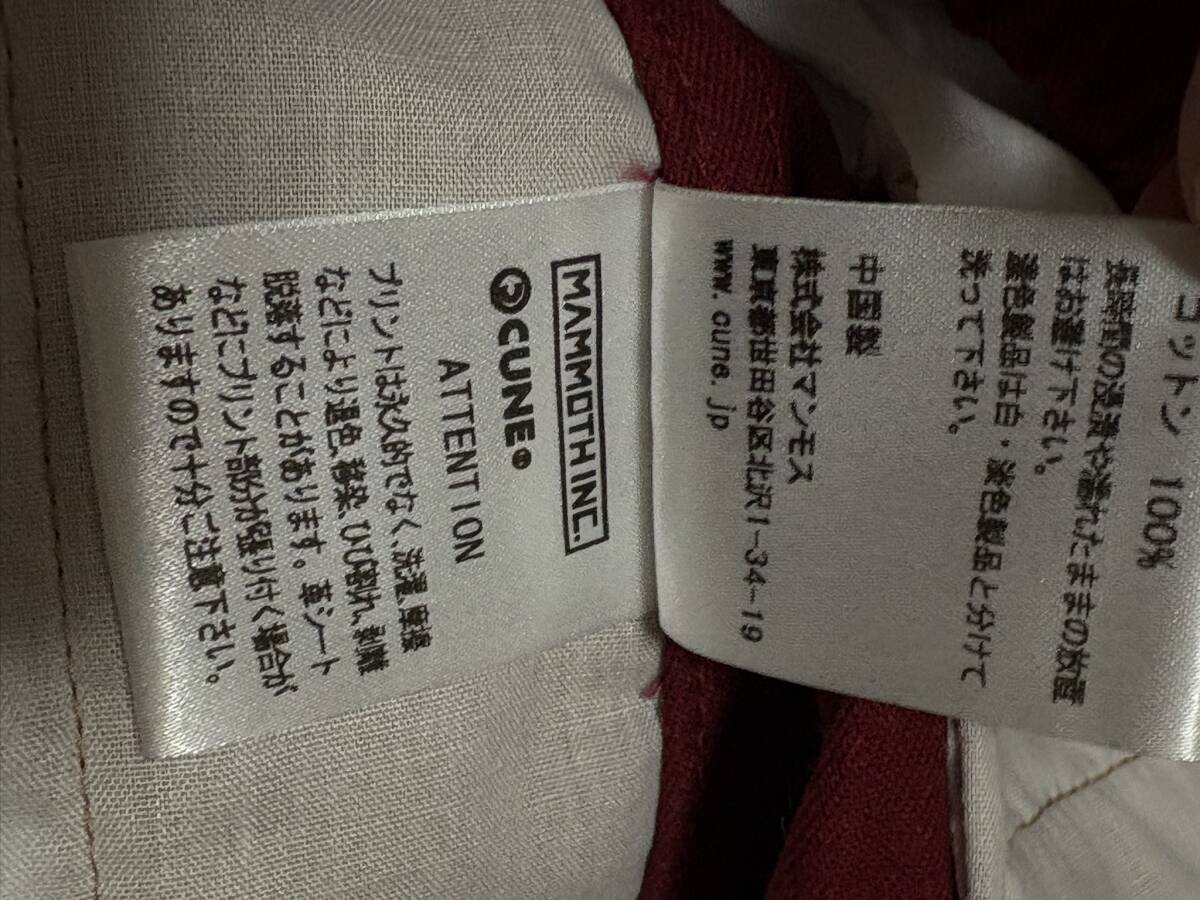 コットン 100%
長時間の浸漬や濡れたままの放置
はお避け下さい。
濃色製品は白・淡色製品と分けて
洗って下さい。
中国製
株式会社マンモス
東京都世田谷区北沢1-34-19
www.cune.jp
MAMMOTH INC.
CUNE
ATTENTION
プリントは永久的でなく、洗濯、摩擦
などにより退色、移染、ひび割れ、剥離
脱落することがあります。革シート
などにプリント部分が張り付く場合が
ありますので十分ご注意下さい。